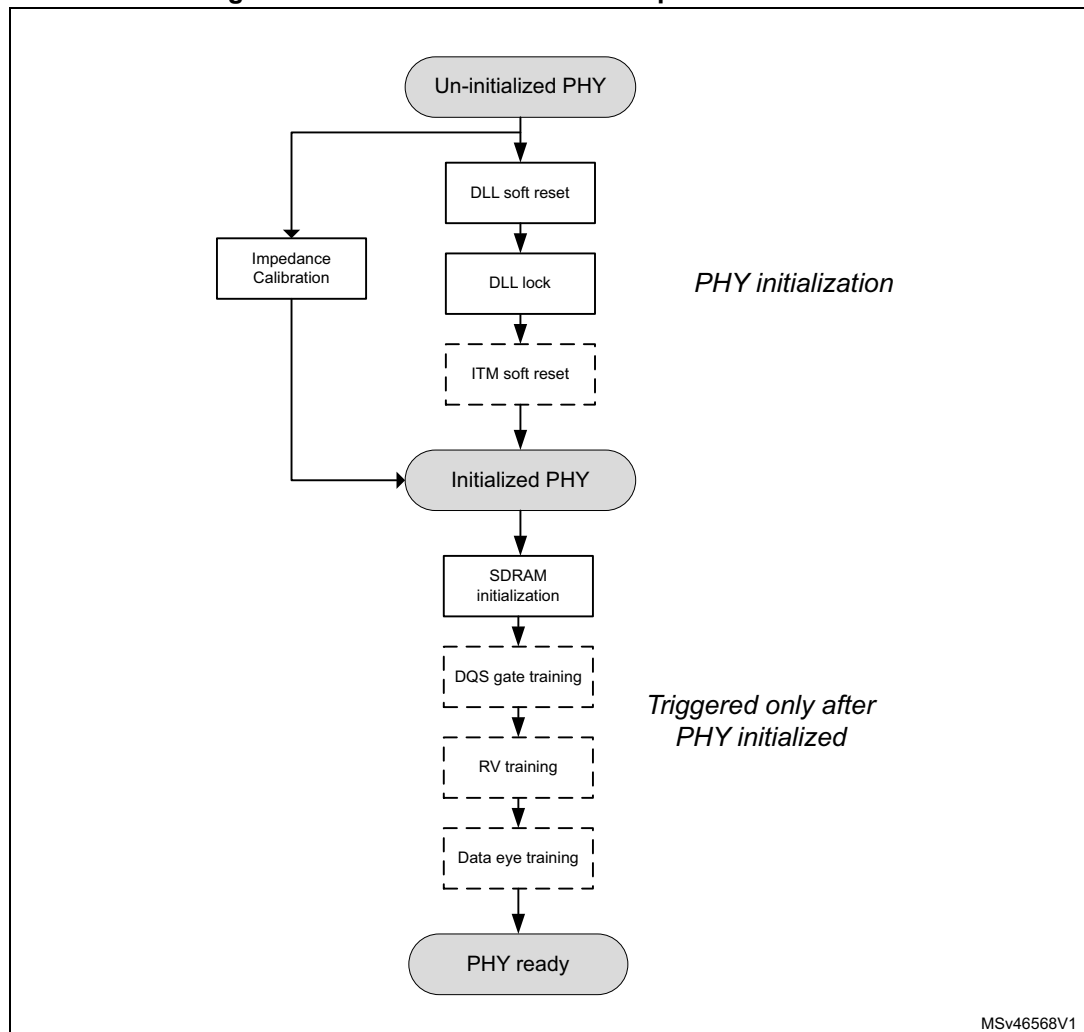 Un-initialized PHY
DLL soft reset
Impedance
Calibration
DLL lock
PHY initialization
ITM soft reset
Initialized PHY
SDRAM
initialization
DQS gate training
Triggered only after
PHY initialized
RV training
Data eye training
PHY ready
MSv46568V1